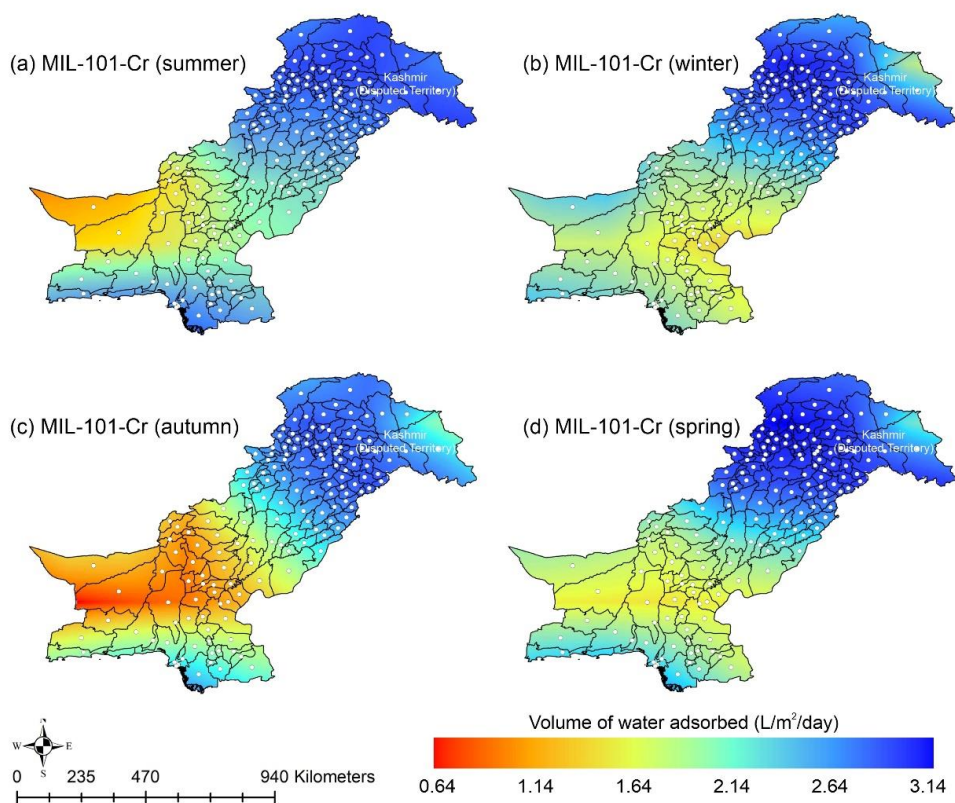 (a) MIL-101-Cr (summer)
Kashmir
(Disputed Territory)
(b) MIL-101-Cr (winter)
Kashmir
(Disputed Territory)
(c) MIL-101-Cr (autumn)
Kashmir
(Disputed Territory)
(d) MIL-101-Cr (spring)
Kashmir
(Disputed Territory)
N
W E
S
0 235 470 940 Kilometers
Volume of water adsorbed (L/m²/day)
0.64 1.14 1.64 2.14 2.64 3.14